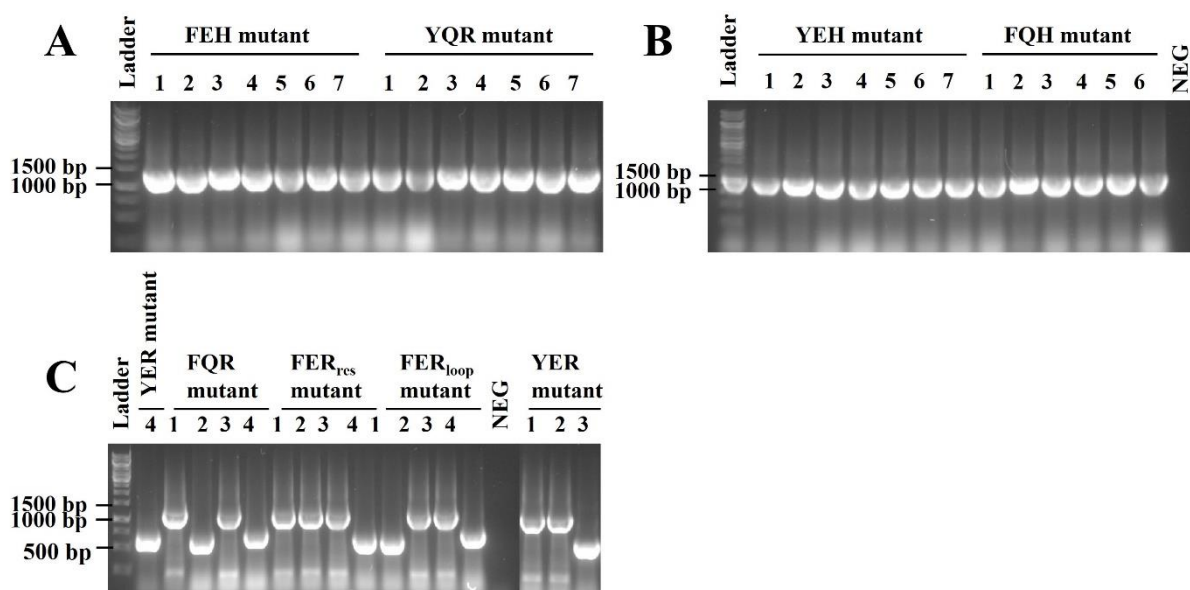 A
Ladder
FEH mutant
YQR mutant
1 2 3 4 5 6 7 1 2 3 4 5 6 7
1500 bp
1000 bp
B
Ladder
YEH mutant
FQH mutant
NEG
1 2 3 4 5 6 7 1 2 3 4 5 6
1500 bp
1000 bp
C
Ladder
YER mutant
FQR
mutant
FERres
mutant
FERloop
mutant
NEG
YER
mutant
4 1 2 3 4 1 2 3 4 1 2 3 4 1 2 3
1500 bp
1000 bp
500 bp